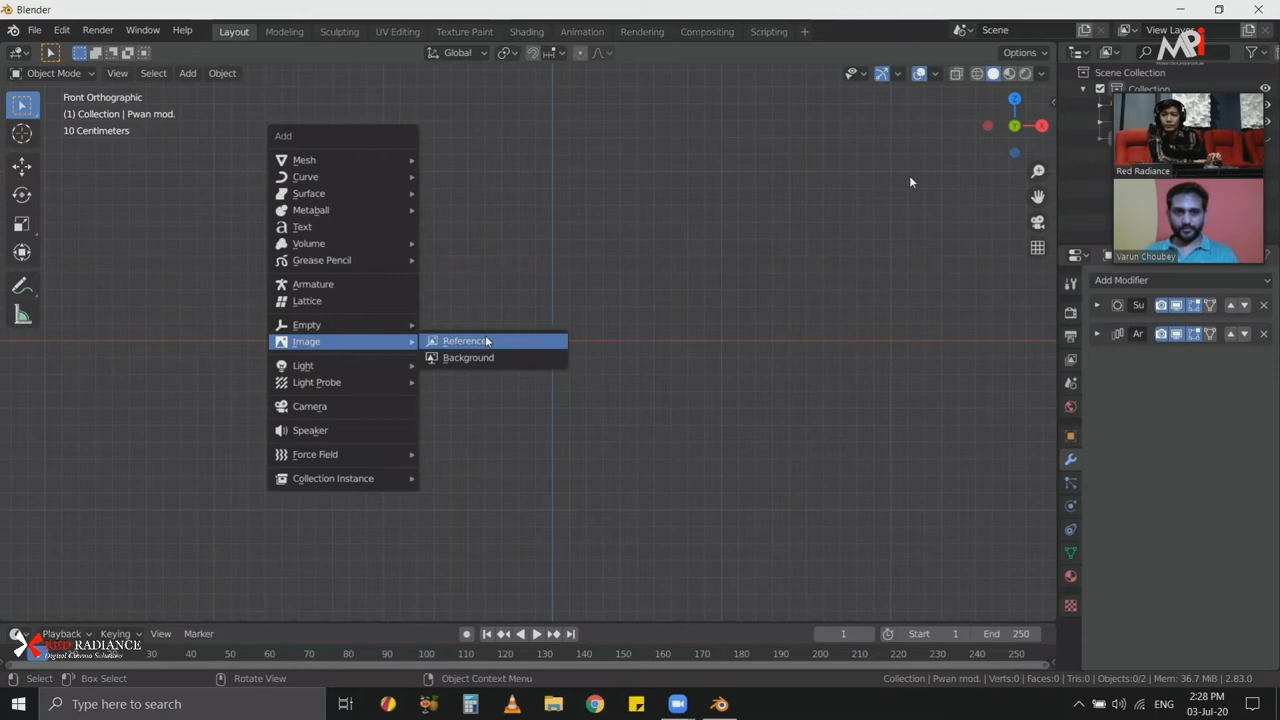 Blender
File Edit Render Window Help
Layout Modeling Sculpting UV Editing Texture Paint Shading Animation Rendering Compositing Scripting +
Scene
View Layer
MRi
Global
Options
Object Mode View Select Add Object
Scene Collection
Collection
Front Orthographic
(1) Collection | Pwan mod.
10 Centimeters
Z
Y
X
Add
Mesh
Curve
Surface
Metaball
Text
Volume
Grease Pencil
Armature
Lattice
Empty
Image
Reference
Background
Light
Light Probe
Camera
Speaker
Force Field
Collection Instance
Red Radiance
Varun Choubey
Add Modifier
Su
Ar
Playback Keying View Marker
1 Start 1 End 250
RED RADIANCE
Digital Cinema Solutions
30 40 50 60 70 80 90 100 110 120 130 140 150 160 170 180 190 200 210 220 230 240 250
Select Box Select Rotate View Object Context Menu
Collection | Pwan mod. | Verts:0 | Faces:0 | Tris:0 | Objects:0/2 | Mem: 36.7 MiB | 2.83.0
Type here to search
ENG
2:28 PM
03-Jul-20